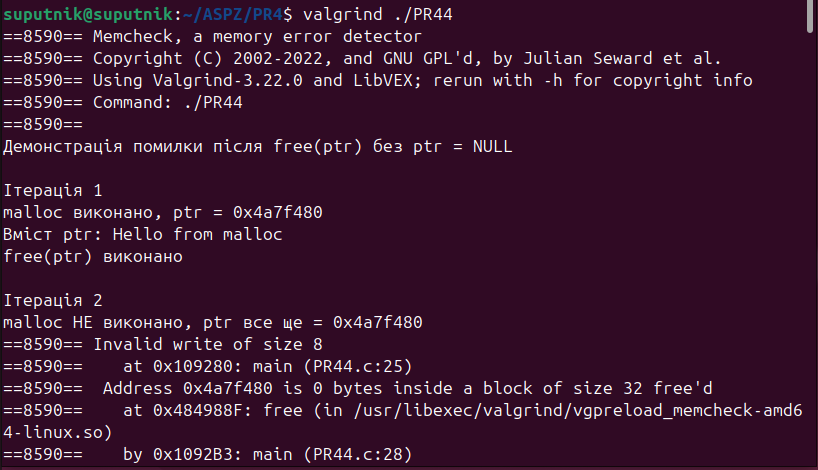 suputnik@suputnik:~/ASPZ/PR4$ valgrind ./PR44
==8590== Memcheck, a memory error detector
==8590== Copyright (C) 2002-2022, and GNU GPL'd, by Julian Seward et al.
==8590== Using Valgrind-3.22.0 and LibVEX; rerun with -h for copyright info
==8590== Command: ./PR44
==8590==
Демонстрація помилки після free(ptr) без ptr = NULL
Ітерація 1
malloc виконано, ptr = 0x4a7f480
Вміст ptr: Hello from malloc
free(ptr) виконано
Ітерація 2
malloc НЕ виконано, ptr все ще = 0x4a7f480
==8590== Invalid write of size 8
==8590==    at 0x109280: main (PR44.c:25)
==8590==  Address 0x4a7f480 is 0 bytes inside a block of size 32 free'd
==8590==    at 0x484988F: free (in /usr/libexec/valgrind/vgpreload_memcheck-amd6
4-linux.so)
==8590==    by 0x1092B3: main (PR44.c:28)